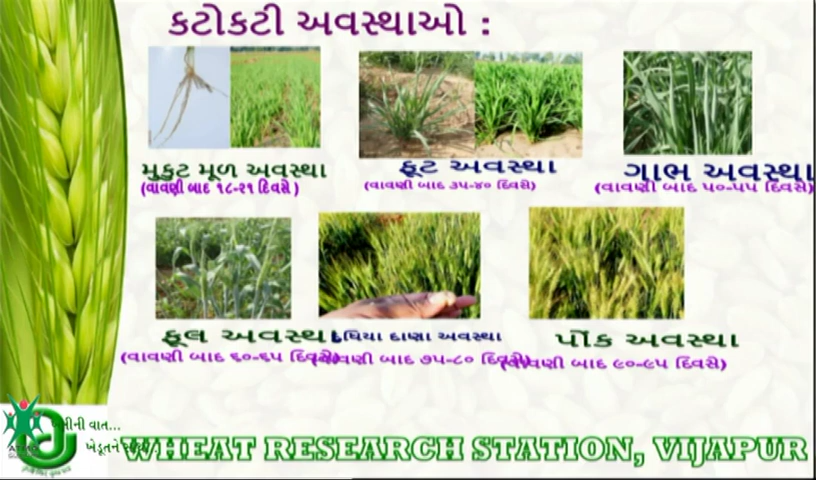 કટોકટી અવસ્થાઓ :
મુકુટ મૂળ અવસ્થા
(વાવણી બાદ ૧૮-૨૧ દિવસે)
ફૂટ અવસ્થા
(વાવણી બાદ ૩૫-૪૦ દિવસે)
ગાભ અવસ્થા
(વાવણી બાદ ૫૦-૫૫ દિવસે)
ફૂલ અવસ્થા
(વાવણી બાદ ૬૦-૬૫ દિવસે)
દુધિયા દાણા અવસ્થા
(વાવણી બાદ ૭૫-૮૦ દિવસે)
પોંક અવસ્થા
(વાવણી બાદ ૯૦-૯૫ દિવસે)
વાત...
ખેડૂતને
WHEAT RESEARCH STATION, VIJAPUR